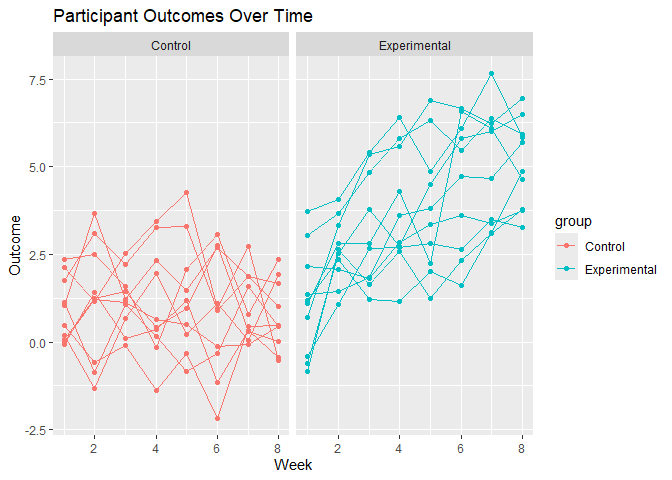 Participant Outcomes Over Time
Control
Experimental
7.5
5.0
2.5
0.0
-2.5
Outcome
2
4
6
8
2
4
6
8
Week
group
Control
Experimental